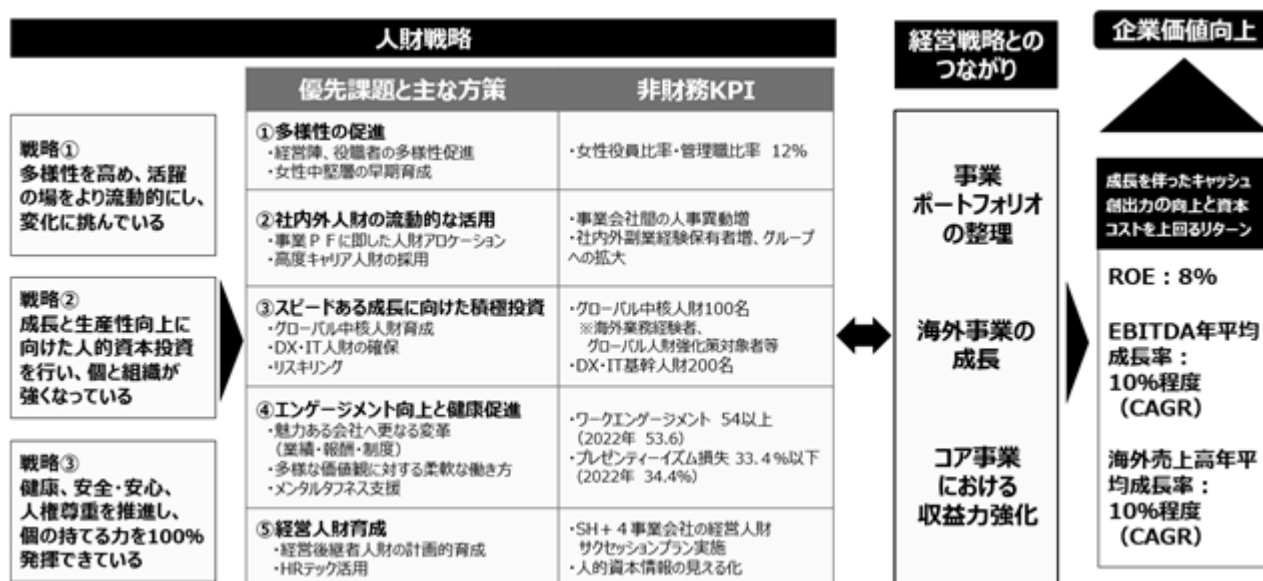 人財戦略
優先課題と主な方策
非財務KPI
戦略①
多様性を高め、活躍
の場をより流動的にし、
変化に挑んでいる
戦略②
成長と生産性向上に
向けた人的資本投資
を行い、個と組織が
強くなっている
戦略③
健康、安全・安心、
人権尊重を推進し、
個の持てる力を100%
発揮できている
①多様性の促進
・経営陣、役職者の多様性促進
・女性中堅層の早期育成
・女性役員比率・管理職比率 12%
②社内外人財の流動的な活用
・事業PFに即した人財アロケーション
・高度キャリア人財の採用
・事業会社間の人事異動増
・社内外副業経験保有者増、グループ
への拡大
③スピードある成長に向けた積極投資
・グローバル中核人財育成
・DX・IT人財の確保
・リスキリング
・グローバル中核人財100名
※海外業務経験者、
グローバル人財強化策対象者等
・DX・IT基幹人財200名
④エンゲージメント向上と健康促進
・魅力ある会社へ更なる変革
(業績・報酬・制度)
・多様な価値観に対する柔軟な働き方
・メンタルタフネス支援
・ワークエンゲージメント 54以上
(2022年 53.6)
・プレゼンティーイズム損失 33.4%以下
(2022年 34.4%)
⑤経営人財育成
・経営後継者人財の計画的育成
・HRテック活用
・SH+4事業会社の経営人財
サクセッションプラン実施
・人的資本情報の見える化
経営戦略との
つながり
事業
ポートフォリオ
の整理
海外事業の
成長
コア事業
における
収益力強化
企業価値向上
成長を伴ったキャッシュ
創出力の向上と資本
コストを上回るリターン
ROE:8%
EBITDA年平均
成長率:
10%程度
(CAGR)
海外売上高年平
均成長率:
10%程度
(CAGR)